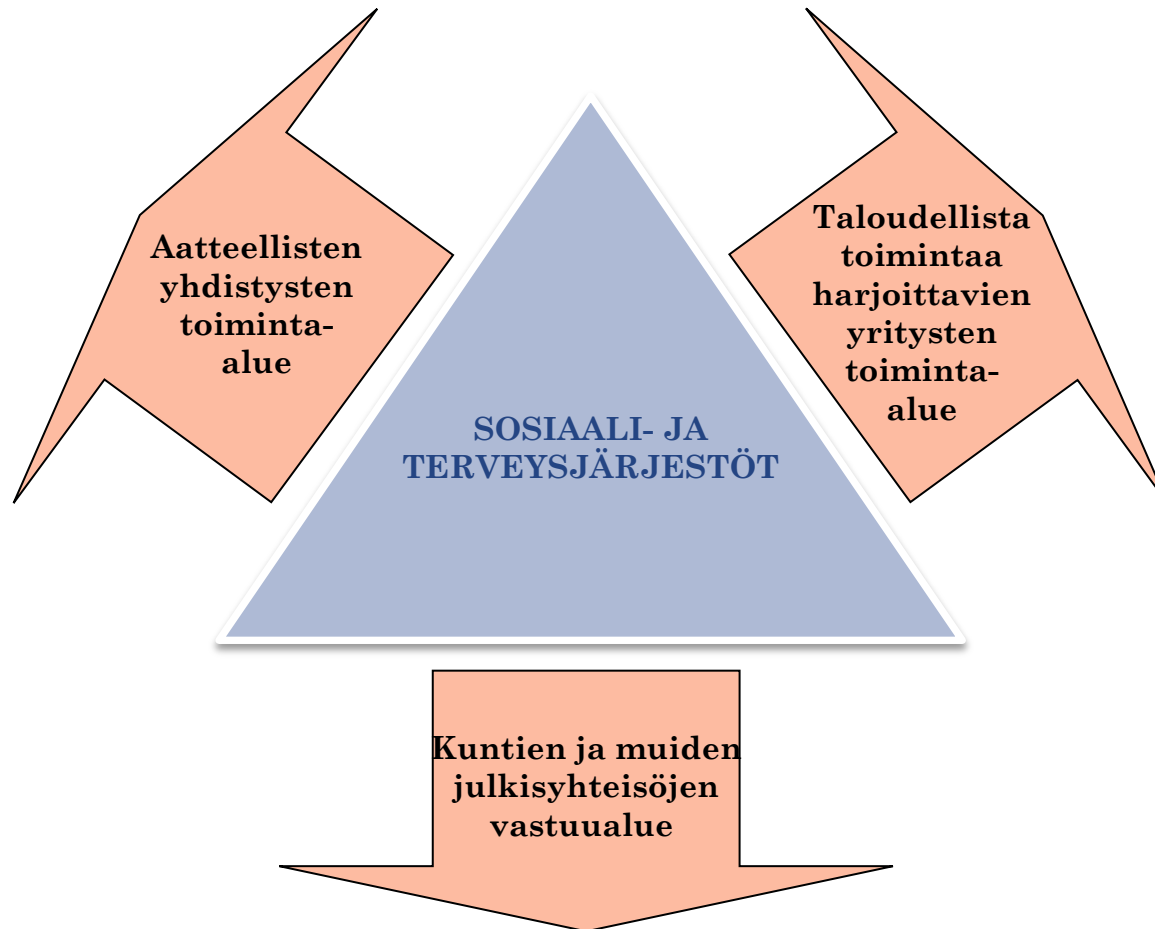 Aatteellisten
yhdistysten
toiminta-
alue
Taloudellista
toimintaa
harjoittavien
yritysten
toiminta-
alue
SOSIAALI- JA
TERVEYSJÄRJESTÖT
Kuntien ja muiden
julkisyhteisöjen
vastuualue